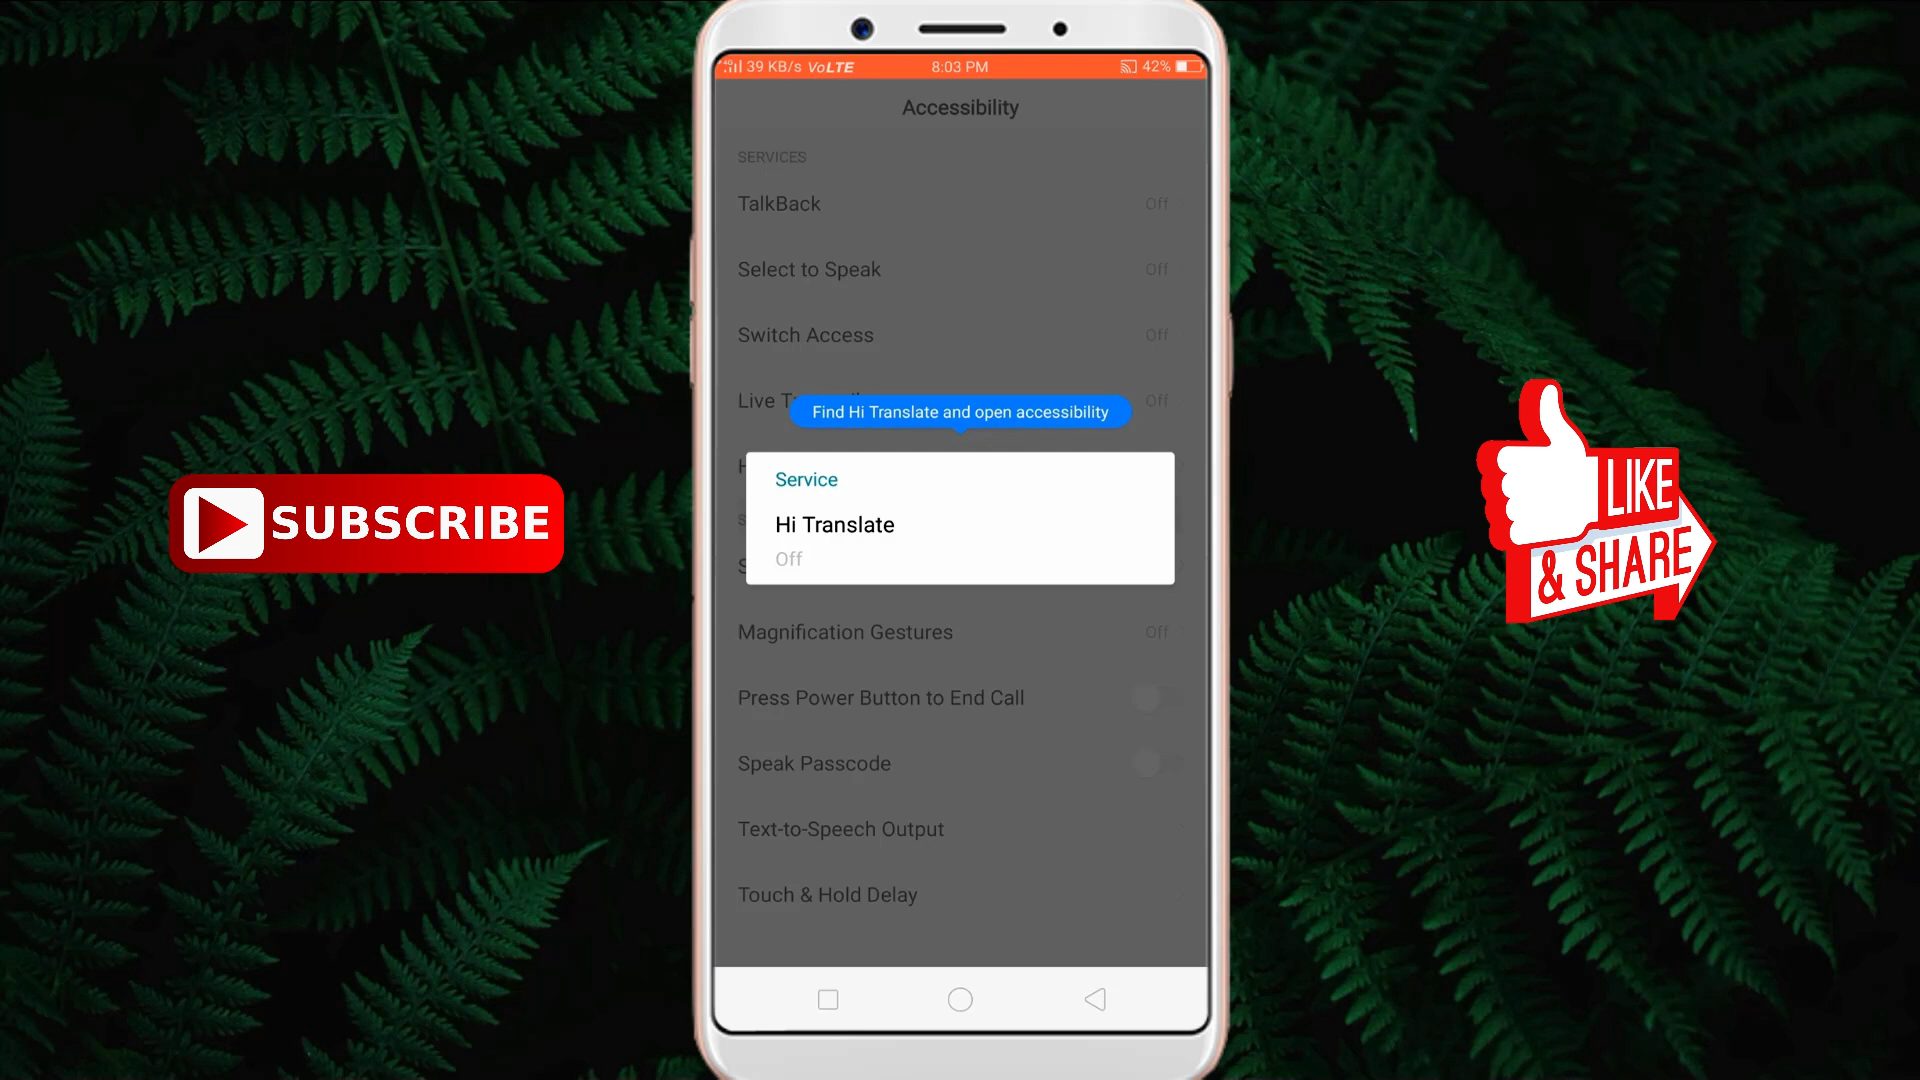 4G 39 KB/s VoLTE 8:03 PM 42%
Accessibility
SERVICES
TalkBack Off
Select to Speak Off
Switch Access Off
Live Off
Find Hi Translate and open accessibility
Service
Hi Translate
Off
Magnification Gestures Off
Press Power Button to End Call
Speak Passcode
Text-to-Speech Output
Touch & Hold Delay
SUBSCRIBE
LIKE
& SHARE